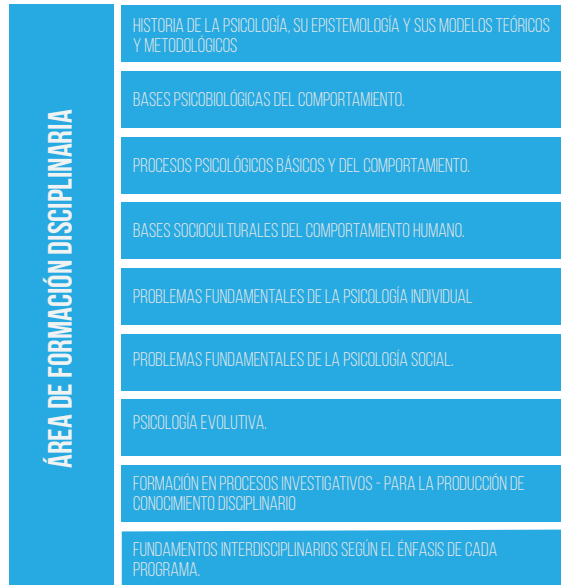 ÁREA DE FORMACIÓN DISCIPLINARIA
HISTORIA DE LA PSICOLOGÍA, SU EPISTEMOLOGÍA Y SUS MODELOS TEÓRICOS
Y METODOLÓGICOS
BASES PSICOBIOLÓGICAS DEL COMPORTAMIENTO.
PROCESOS PSICOLÓGICOS BÁSICOS Y DEL COMPORTAMIENTO.
BASES SOCIOCULTURALES DEL COMPORTAMIENTO HUMANO.
PROBLEMAS FUNDAMENTALES DE LA PSICOLOGÍA INDIVIDUAL
PROBLEMAS FUNDAMENTALES DE LA PSICOLOGÍA SOCIAL.
PSICOLOGÍA EVOLUTIVA.
FORMACIÓN EN PROCESOS INVESTIGATIVOS - PARA LA PRODUCCIÓN DE
CONOCIMIENTO DISCIPLINARIO
FUNDAMENTOS INTERDISCIPLINARIOS SEGÚN EL ÉNFASIS DE CADA
PROGRAMA.